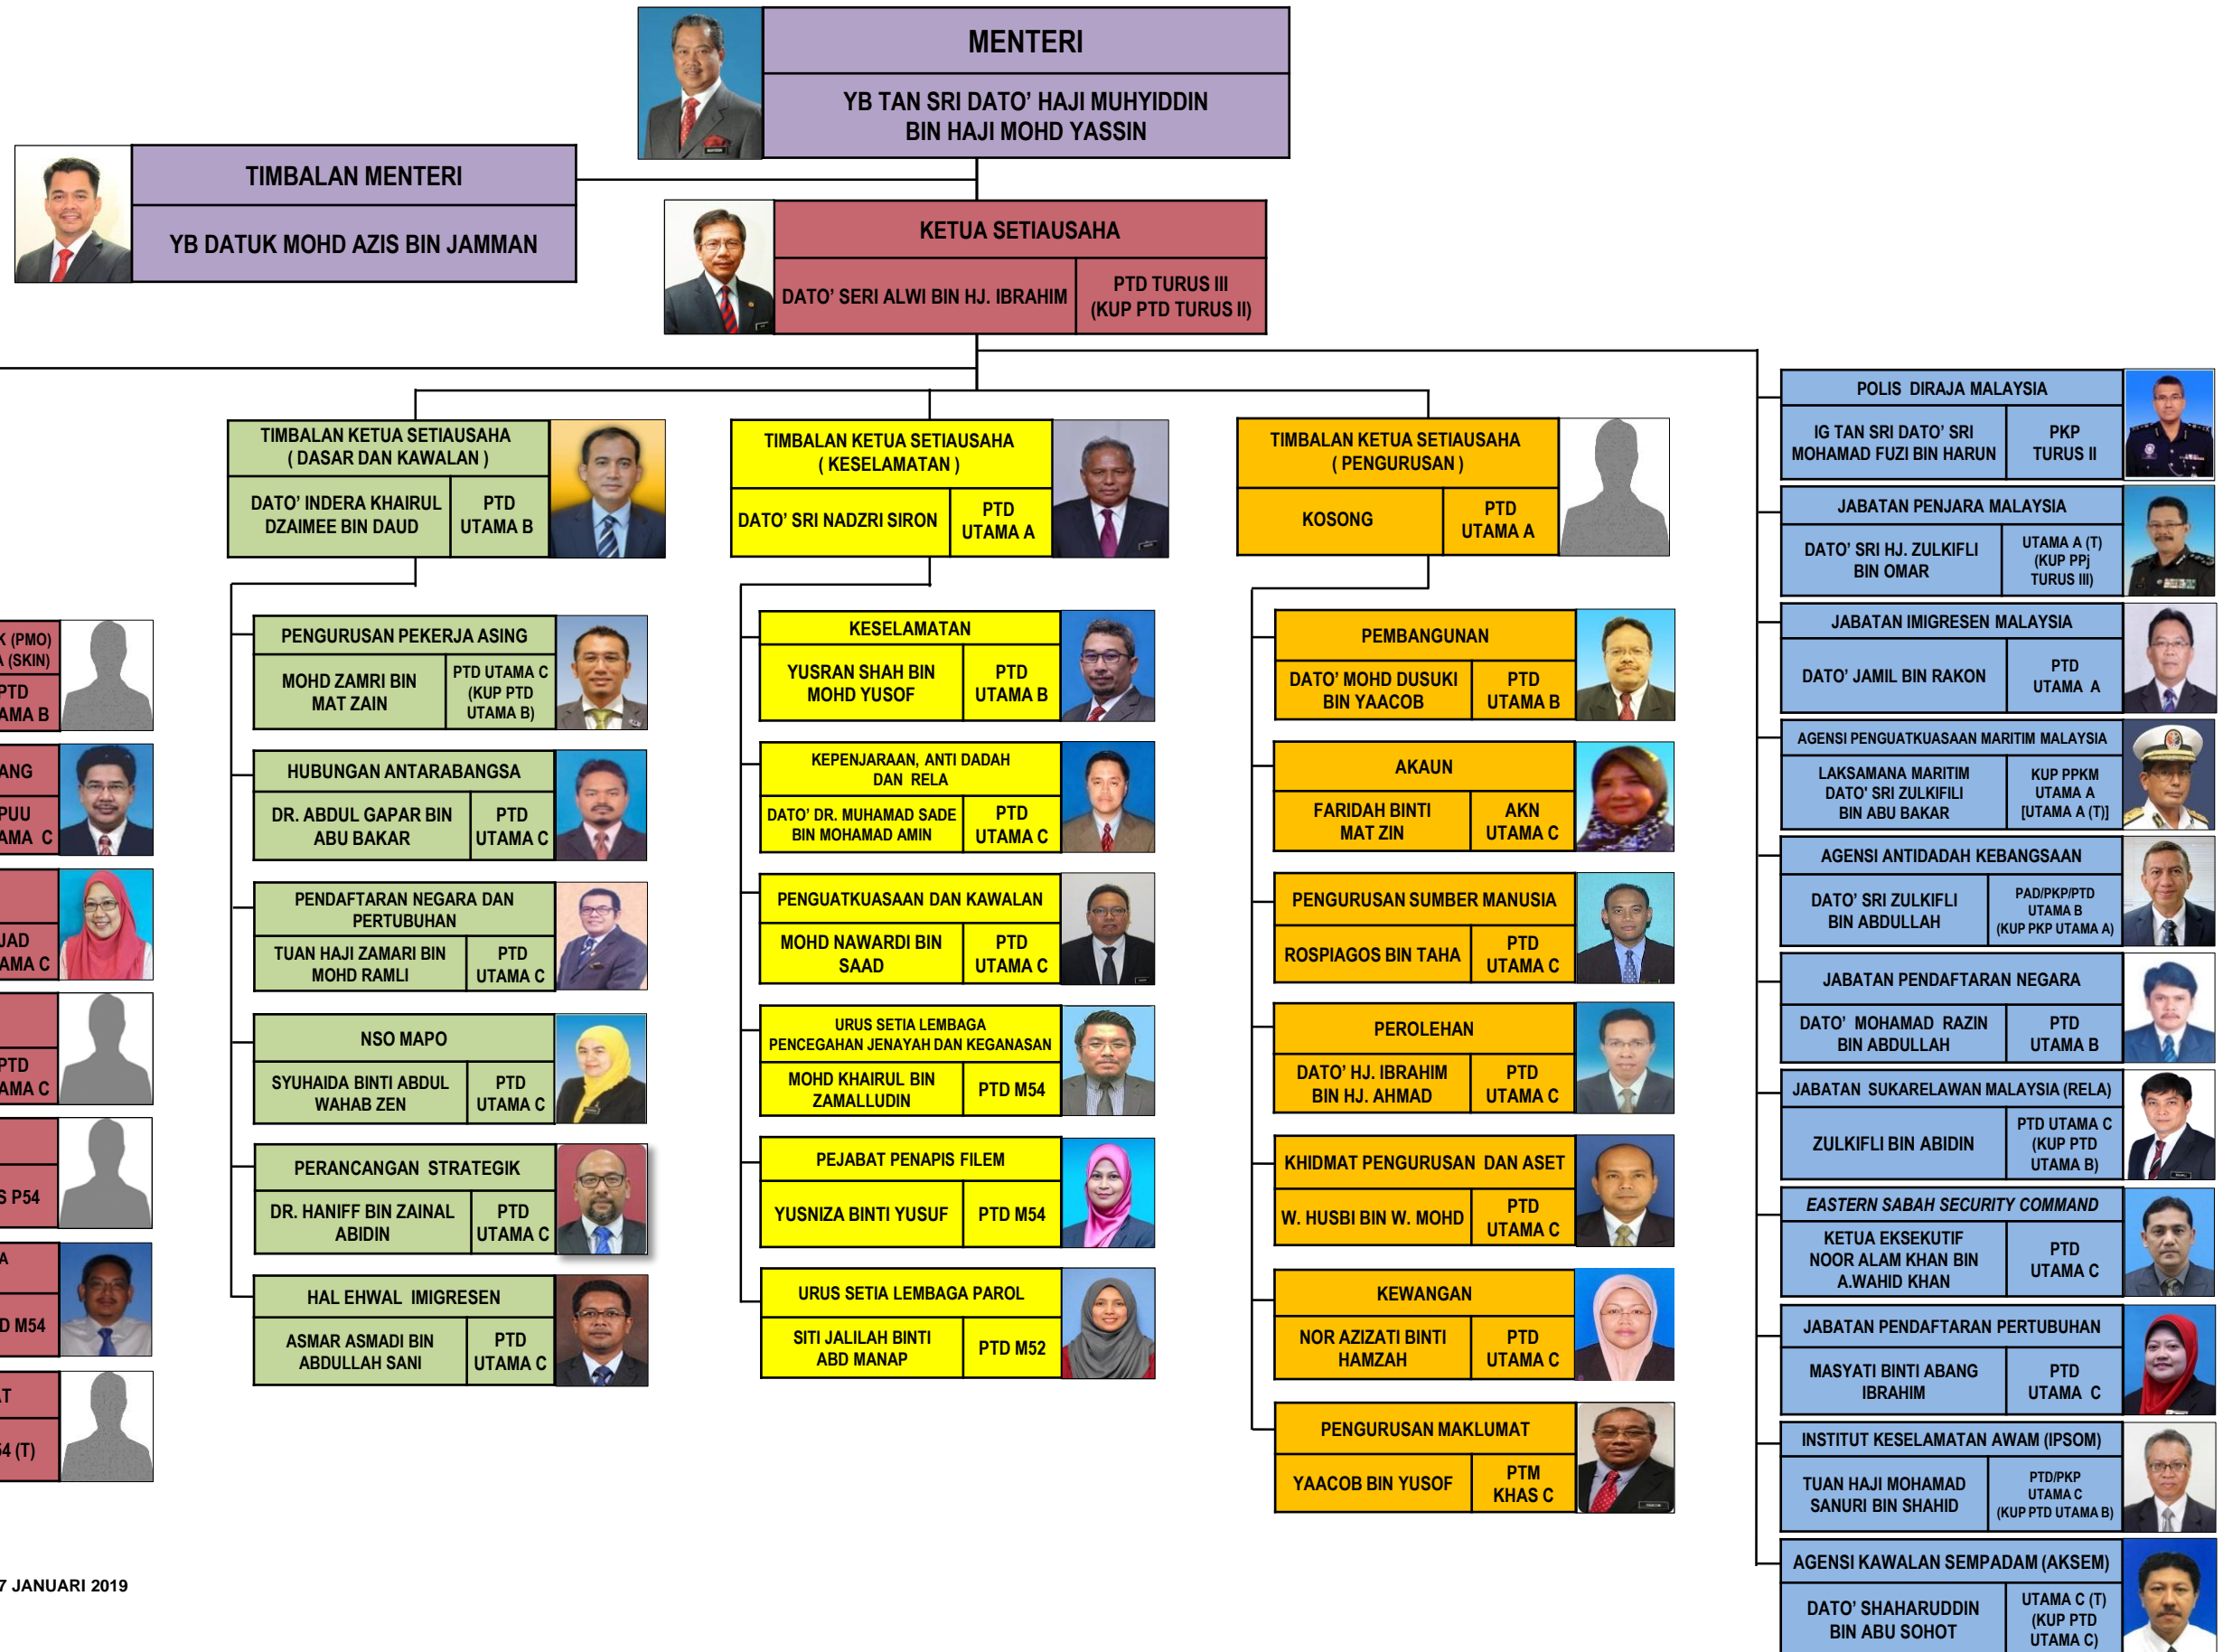 MENTERI
YB TAN SRI DATO’ HAJI MUHYIDDIN
BIN HAJI MOHD YASSIN
TIMBALAN MENTERI
YB DATUK MOHD AZIS BIN JAMMAN
KETUA SETIAUSAHA
DATO’ SERI ALWI BIN HJ. IBRAHIM
PTD TURUS III
(KUP PTD TURUS II)
K (PMO)
A (SKIN)
PTD
AMA B
ANG
PUU
AMA C
JAD
AMA C
PTD
AMA C
S P54
A
D M54
AT
54 (T)
7 JANUARI 2019
TIMBALAN KETUA SETIAUSAHA
( DASAR DAN KAWALAN )
DATO’ INDERA KHAIRUL
DZAIMEE BIN DAUD
PTD
UTAMA B
PENGURUSAN PEKERJA ASING
MOHD ZAMRI BIN
MAT ZAIN
PTD UTAMA C
(KUP PTD
UTAMA B)
HUBUNGAN ANTARABANGSA
DR. ABDUL GAPAR BIN
ABU BAKAR
PTD
UTAMA C
PENDAFTARAN NEGARA DAN
PERTUBUHAN
TUAN HAJI ZAMARI BIN
MOHD RAMLI
PTD
UTAMA C
NSO MAPO
SYUHAIDA BINTI ABDUL
WAHAB ZEN
PTD
UTAMA C
PERANCANGAN STRATEGIK
DR. HANIFF BIN ZAINAL
ABIDIN
PTD
UTAMA C
HAL EHWAL IMIGRESEN
ASMAR ASMADI BIN
ABDULLAH SANI
PTD
UTAMA C
TIMBALAN KETUA SETIAUSAHA
( KESELAMATAN )
DATO’ SRI NADZRI SIRON
PTD
UTAMA A
KESELAMATAN
YUSRAN SHAH BIN
MOHD YUSOF
PTD
UTAMA B
KEPENJARAAN, ANTI DADAH
DAN RELA
DATO’ DR. MUHAMAD SADE
BIN MOHAMAD AMIN
PTD
UTAMA C
PENGUATKUASAAN DAN KAWALAN
MOHD NAWARDI BIN
SAAD
PTD
UTAMA C
URUS SETIA LEMBAGA
PENCEGAHAN JENAYAH DAN KEGANASAN
MOHD KHAIRUL BIN
ZAMALLUDIN
PTD M54
PEJABAT PENAPIS FILEM
YUSNIZA BINTI YUSUF
PTD M54
URUS SETIA LEMBAGA PAROL
SITI JALILAH BINTI
ABD MANAP
PTD M52
TIMBALAN KETUA SETIAUSAHA
( PENGURUSAN )
KOSONG
PTD
UTAMA A
PEMBANGUNAN
DATO’ MOHD DUSUKI
BIN YAACOB
PTD
UTAMA B
AKAUN
FARIDAH BINTI
MAT ZIN
AKN
UTAMA C
PENGURUSAN SUMBER MANUSIA
ROSPIAGOS BIN TAHA
PTD
UTAMA C
PEROLEHAN
DATO’ HJ. IBRAHIM
BIN HJ. AHMAD
PTD
UTAMA C
KHIDMAT PENGURUSAN DAN ASET
W. HUSBI BIN W. MOHD
PTD
UTAMA C
KEWANGAN
NOR AZIZATI BINTI
HAMZAH
PTD
UTAMA C
PENGURUSAN MAKLUMAT
YAACOB BIN YUSOF
PTM
KHAS C
POLIS DIRAJA MALAYSIA
IG TAN SRI DATO’ SRI
MOHAMAD FUZI BIN HARUN
PKP
TURUS II
JABATAN PENJARA MALAYSIA
DATO’ SRI HJ. ZULKIFLI
BIN OMAR
UTAMA A (T)
(KUP PPj
TURUS III)
JABATAN IMIGRESEN MALAYSIA
DATO’ JAMIL BIN RAKON
PTD
UTAMA A
AGENSI PENGUATKUASAAN MARITIM MALAYSIA
LAKSAMANA MARITIM
DATO' SRI ZULKIFILI
BIN ABU BAKAR
KUP PPKM
UTAMA A
[UTAMA A (T)]
AGENSI ANTIDADAH KEBANGSAAN
DATO’ SRI ZULKIFLI
BIN ABDULLAH
PAD/PKP/PTD
UTAMA B
(KUP PKP UTAMA A)
JABATAN PENDAFTARAN NEGARA
DATO’ MOHAMAD RAZIN
BIN ABDULLAH
PTD
UTAMA B
JABATAN SUKARELAWAN MALAYSIA (RELA)
ZULKIFLI BIN ABIDIN
PTD UTAMA C
(KUP PTD
UTAMA B)
EASTERN SABAH SECURITY COMMAND
KETUA EKSEKUTIF
NOOR ALAM KHAN BIN
A.WAHID KHAN
PTD
UTAMA C
JABATAN PENDAFTARAN PERTUBUHAN
MASYATI BINTI ABANG
IBRAHIM
PTD
UTAMA C
INSTITUT KESELAMATAN AWAM (IPSOM)
TUAN HAJI MOHAMAD
SANURI BIN SHAHID
PTD/PKP
UTAMA C
(KUP PTD UTAMA B)
AGENSI KAWALAN SEMPADAM (AKSEM)
DATO’ SHAHARUDDIN
BIN ABU SOHOT
UTAMA C (T)
(KUP PTD
UTAMA C)